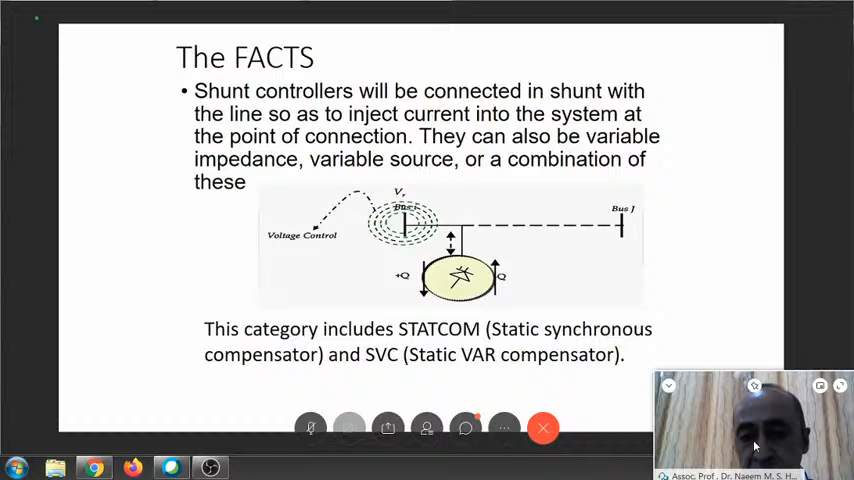 The FACTS
• Shunt controllers will be connected in shunt with
the line so as to inject current into the system at
the point of connection. They can also be variable
impedance, variable source, or a combination of
these
Bus J
Voltage Control
+Q
Q
This category includes STATCOM (Static synchronous
compensator) and SVC (Static VAR compensator).
Assoc. Prof. Dr. Naeem M. S. H...